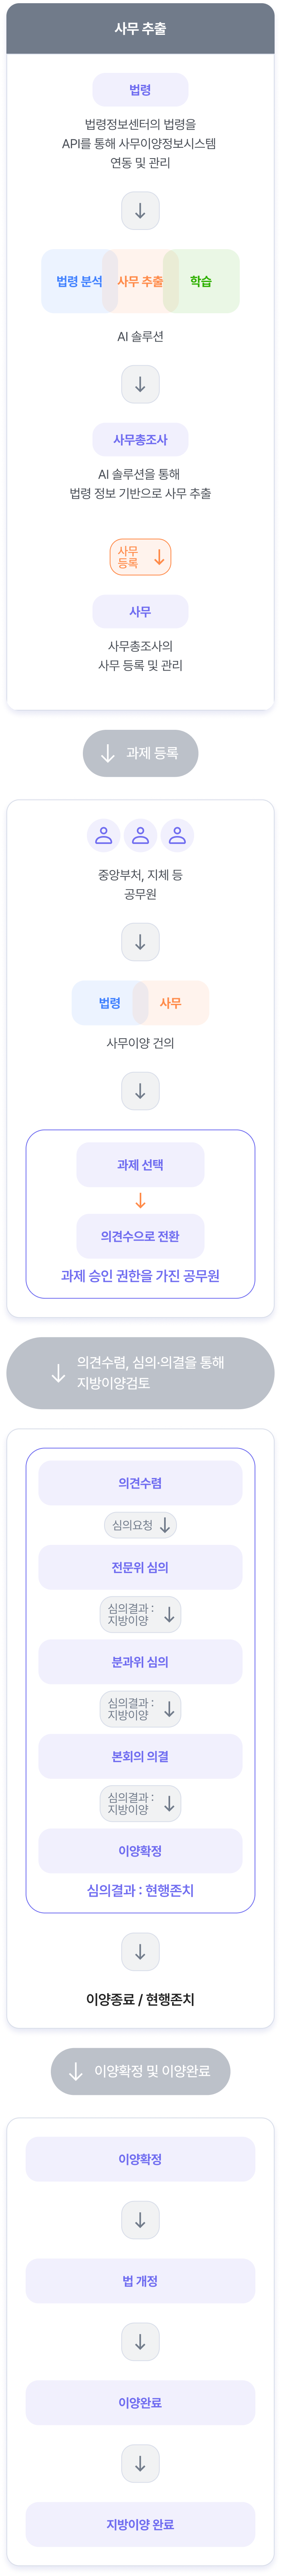 사무 추출
법령
법령정보센터의 법령을
API를 통해 사무이양정보시스템
연동 및 관리
법령 분석 사무 추출 학습
AI 솔루션
사무총조사
AI 솔루션을 통해
법령 정보 기반으로 사무 추출
사무
등록
사무
사무총조사의
사무 등록 및 관리
과제 등록
중앙부처, 지체 등
공무원
법령 사무
사무이양 건의
과제 선택
의견수으로 전환
과제 승인 권한을 가진 공무원
의견수렴, 심의·의결을 통해
지방이양검토
의견수렴
심의요청
전문위 심의
심의결과 :
지방이양
분과위 심의
심의결과 :
지방이양
본회의 의결
심의결과 :
지방이양
이양확정
심의결과 : 현행존치
이양종료 / 현행존치
이양확정 및 이양완료
이양확정
법 개정
이양완료
지방이양 완료